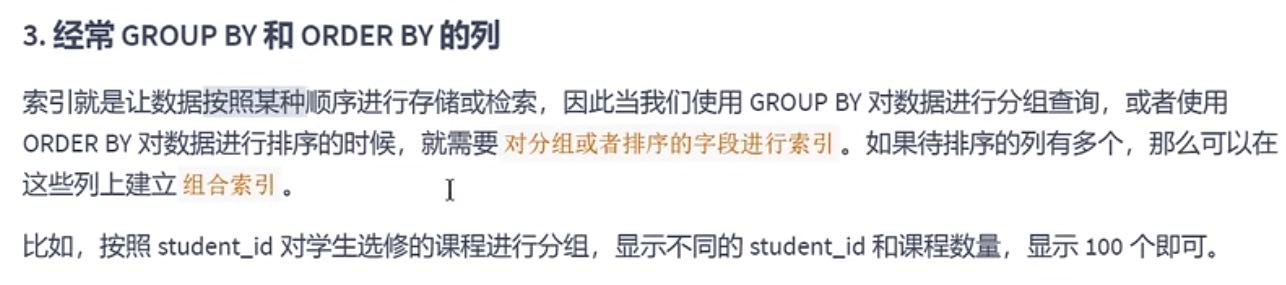 3. 经常 GROUP BY 和 ORDER BY 的列
索引就是让数据按照某种顺序进行存储或检索，因此当我们使用 GROUP BY 对数据进行分组查询，或者使用
ORDER BY 对数据进行排序的时候，就需要 对分组或者排序的字段进行索引 。如果待排序的列有多个，那么可以在
这些列上建立 组合索引 。
比如，按照 student_id 对学生选修的课程进行分组，显示不同的 student_id 和课程数量，显示 100 个即可。